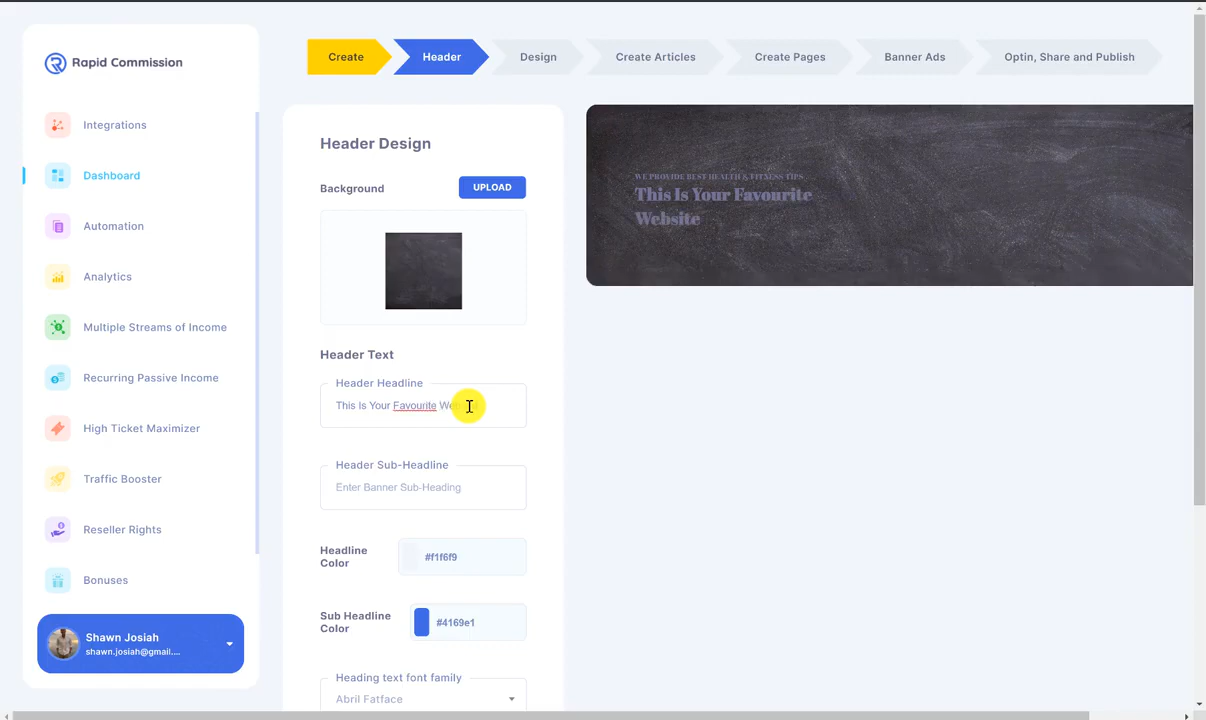 Rapid Commission
Integrations
Dashboard
Automation
Analytics
Multiple Streams of Income
Recurring Passive Income
High Ticket Maximizer
Traffic Booster
Reseller Rights
Bonuses
Shawn Josiah
shawn.josiah@gmail....
Create
Header
Design
Create Articles
Create Pages
Banner Ads
Optin, Share and Publish
Header Design
Background
UPLOAD
Header Text
Header Headline
This Is Your Favourite
Header Sub-Headline
Enter Banner Sub-Heading
Headline
Color
#f1f6f9
Sub Headline
Color
#4169e1
Heading text font family
Abril Fatface
WE PROVIDE BEST HEALTH & FITNESS TIPS
This Is Your Favourite
Website